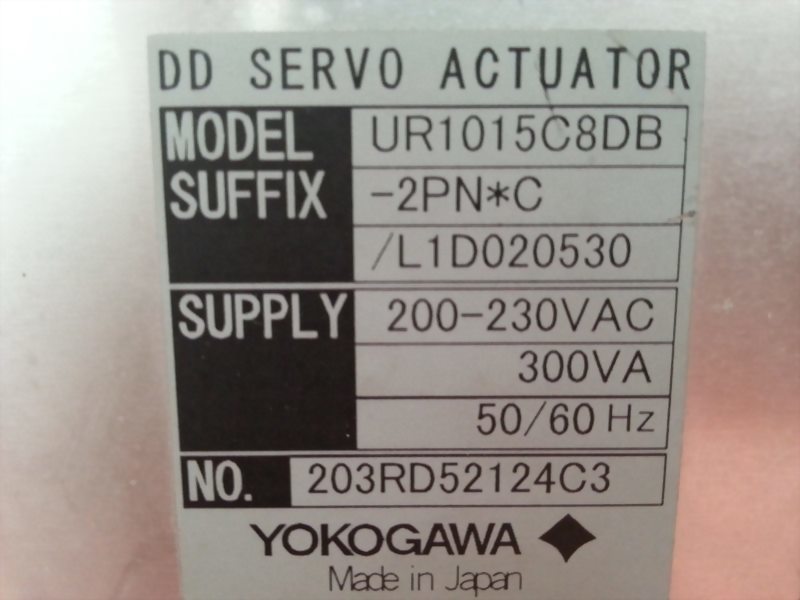 DD SERVO ACTUATOR
MODEL UR1015C8DB
SUFFIX -2PN*C
/L1D020530
SUPPLY 200-230VAC
300VA
50/60 Hz
NO. 203RD52124C3
YOKOGAWA
Made in Japan